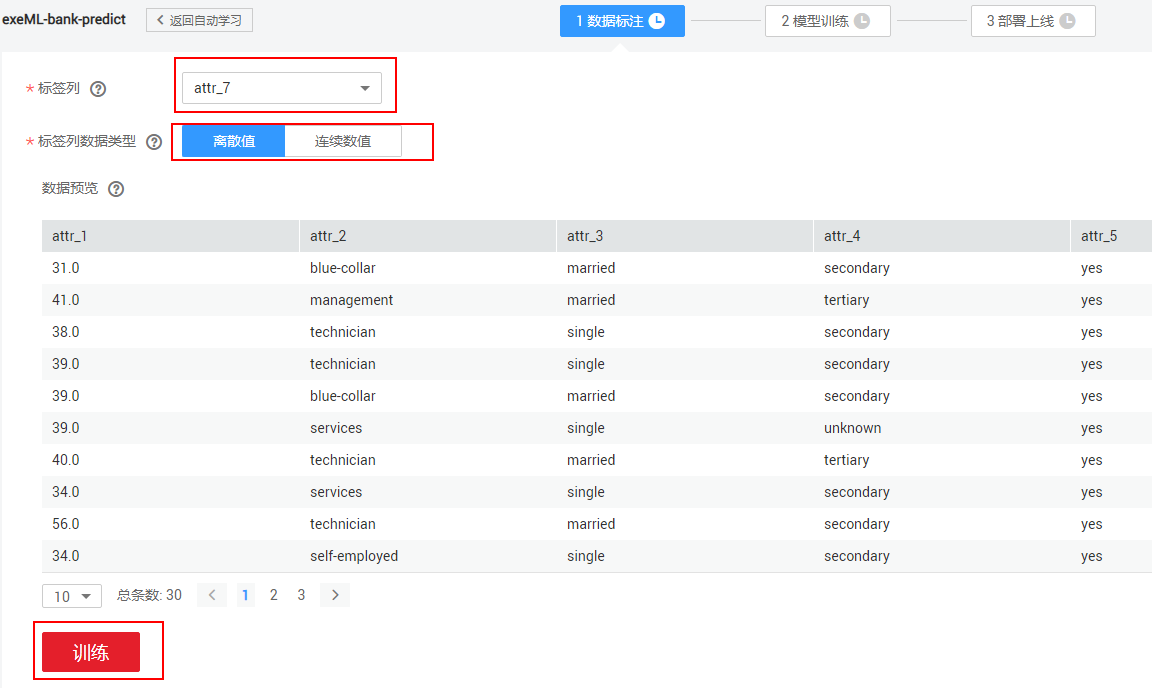 exeML-bank-predict 返回自动学习 1 数据标注 2 模型训练 3 部署上线
* 标签列 ? attr_7
* 标签列数据类型 ? 离散值 连续数值
数据预览 ?
attr_1 attr_2 attr_3 attr_4 attr_5
31.0 blue-collar married secondary yes
41.0 management married tertiary yes
38.0 technician single secondary yes
39.0 technician single secondary yes
39.0 blue-collar married secondary yes
39.0 services single unknown yes
40.0 technician married tertiary yes
34.0 services single secondary yes
56.0 technician married secondary yes
34.0 self-employed single secondary yes
10 总条数: 30 < 1 2 3 >
训练